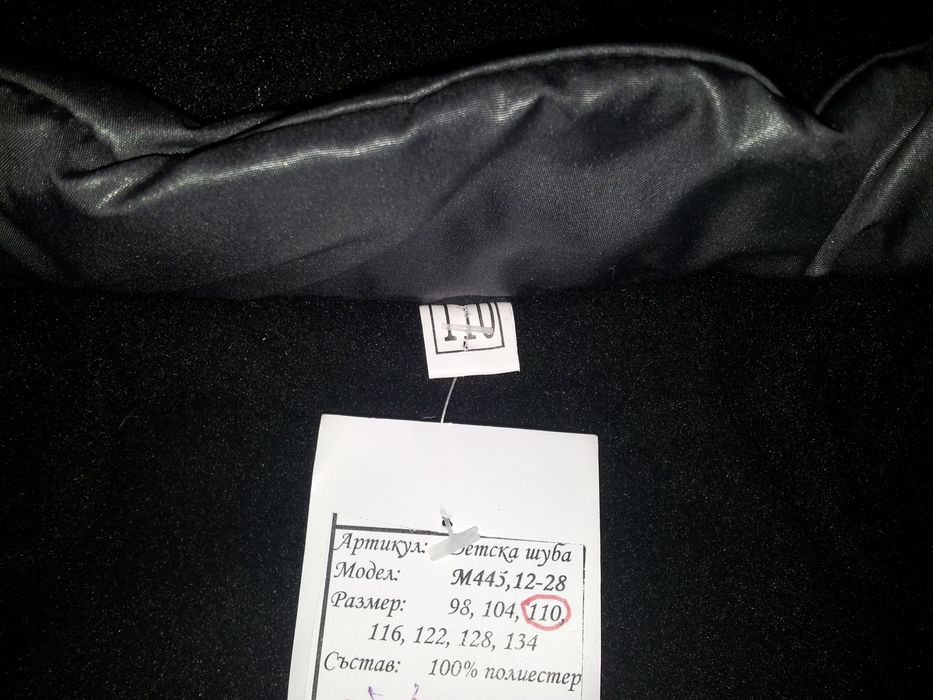 110
Артикул: Детска шуба
Модел: М445,12-28
Размер: 98, 104, 110,
116, 122, 128, 134
Състав: 100% полиестер